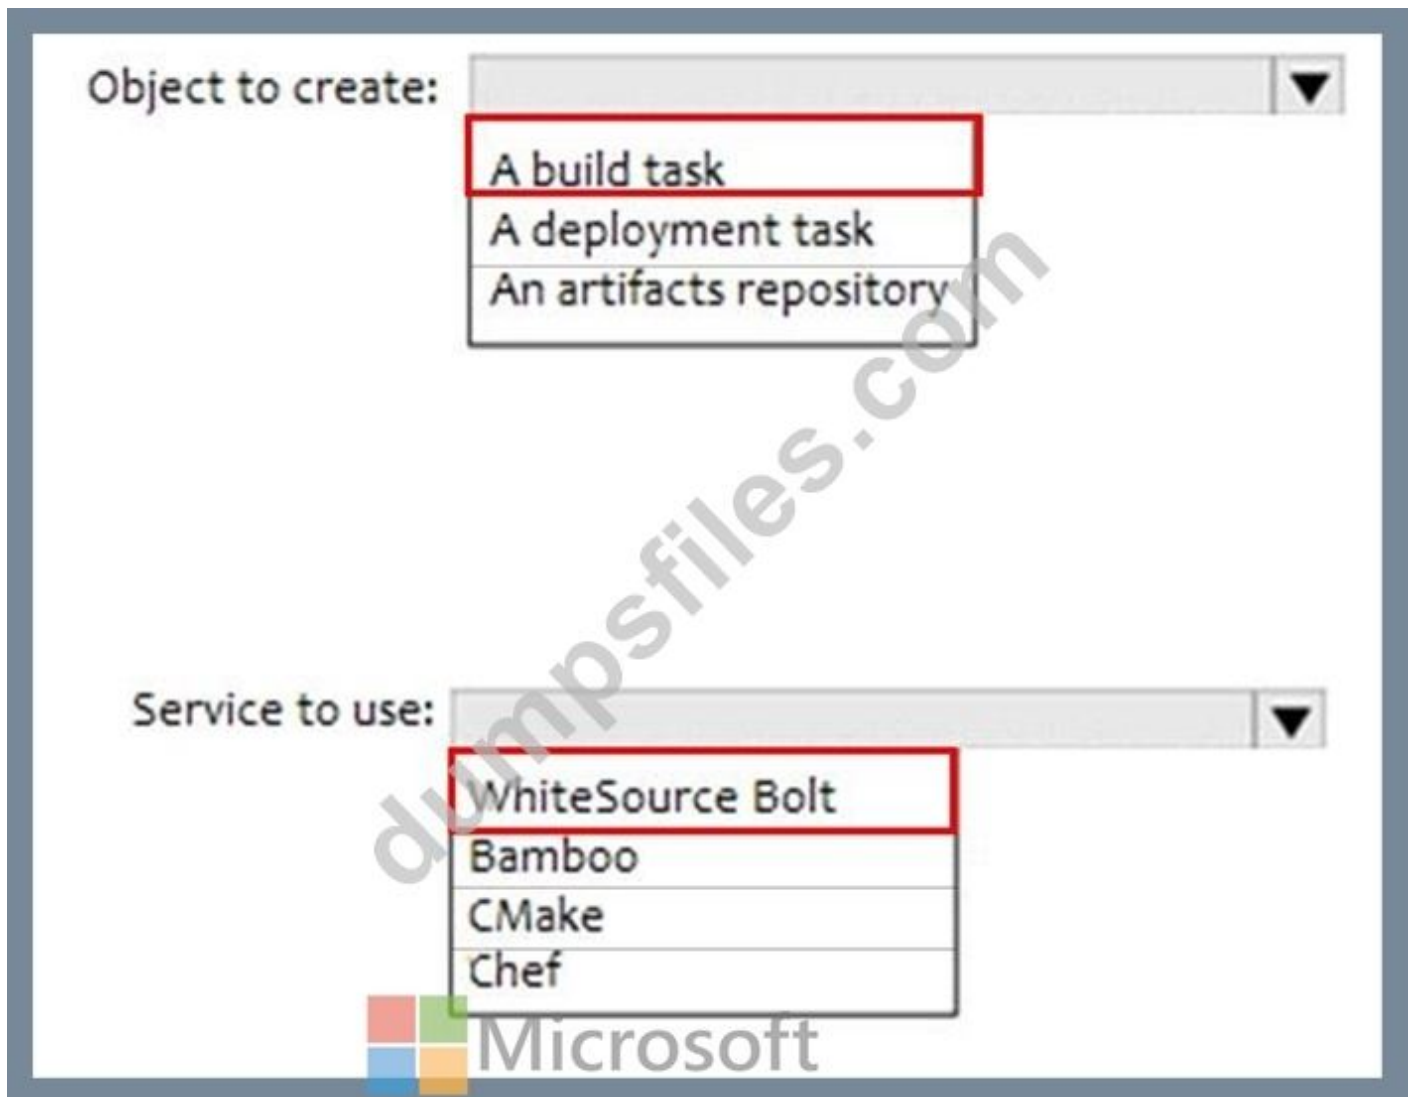 Object to create:
A build task
A deployment task
An artifacts repository
dumpsfiles.com
Service to use:
WhiteSource Bolt
Bamboo
CMake
Chef
Microsoft